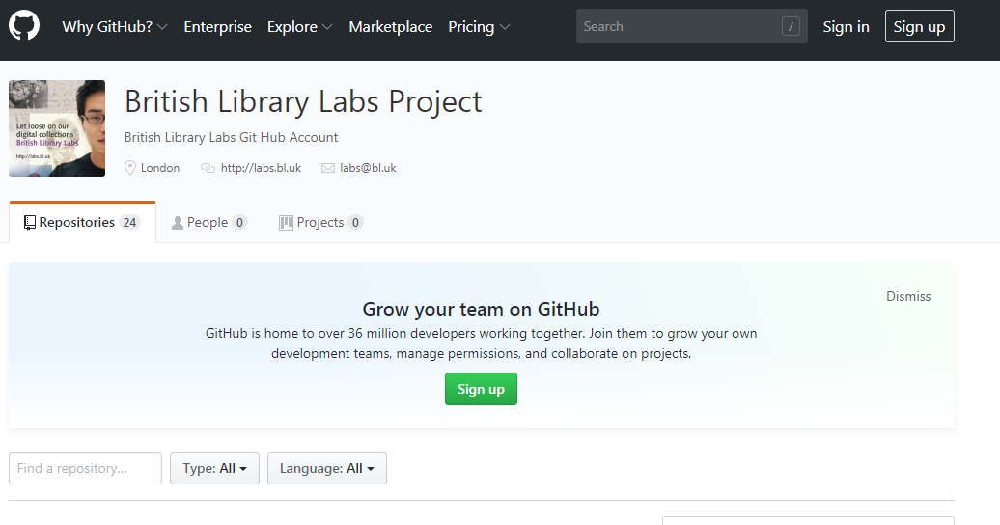 Why GitHub? Enterprise Explore Marketplace Pricing Search / Sign in Sign up
British Library Labs Project
British Library Labs Git Hub Account
London http://labs.bl.uk labs@bl.uk
Let loose on our
digital collections
British Library Labs
http://labs.bl.uk
Repositories 24 People 0 Projects 0
Dismiss
Grow your team on GitHub
GitHub is home to over 36 million developers working together. Join them to grow your own
development teams, manage permissions, and collaborate on projects.
Sign up
Find a repository... Type: All Language: All